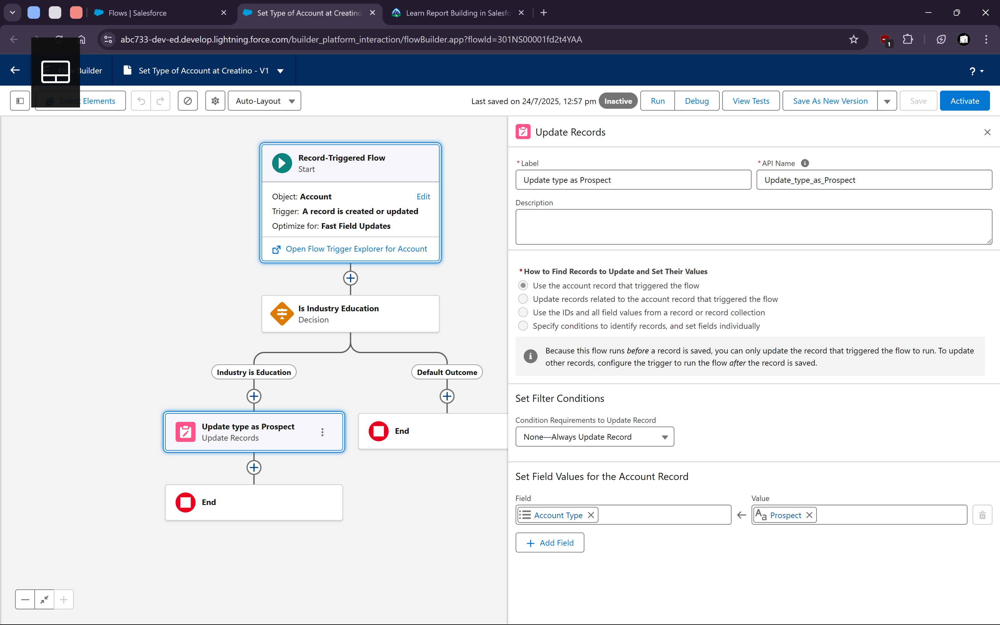 Flows | Salesforce
Set Type of Account at Creatino
Learn Report Building in Salesfo
abc733-dev-ed.develop.lightning.force.com/builder_platform_interaction/flowBuilder.app?flowId=301NS00001fd2t4YAA
1
Flow Builder
Set Type of Account at Creatino - V1
?
Select Elements
Auto-Layout
Last saved on 24/7/2025, 12:57 pm
Inactive
Run
Debug
View Tests
Save As New Version
Save
Activate
Record-Triggered Flow
Start
Object: Account
Edit
Trigger: A record is created or updated
Optimize for: Fast Field Updates
Open Flow Trigger Explorer for Account
Is Industry Education
Decision
Industry is Education
Default Outcome
Update type as Prospect
Update Records
End
End
Update Records
* Label
Update type as Prospect
* API Name
Update_type_as_Prospect
Description
* How to Find Records to Update and Set Their Values
Use the account record that triggered the flow
Update records related to the account record that triggered the flow
Use the IDs and all field values from a record or record collection
Specify conditions to identify records, and set fields individually
Because this flow runs before a record is saved, you can only update the record that triggered the flow to run. To update
other records, configure the trigger to run the flow after the record is saved.
Set Filter Conditions
Condition Requirements to Update Record
None—Always Update Record
Set Field Values for the Account Record
Field
Account Type
Value
Aa Prospect
Add Field